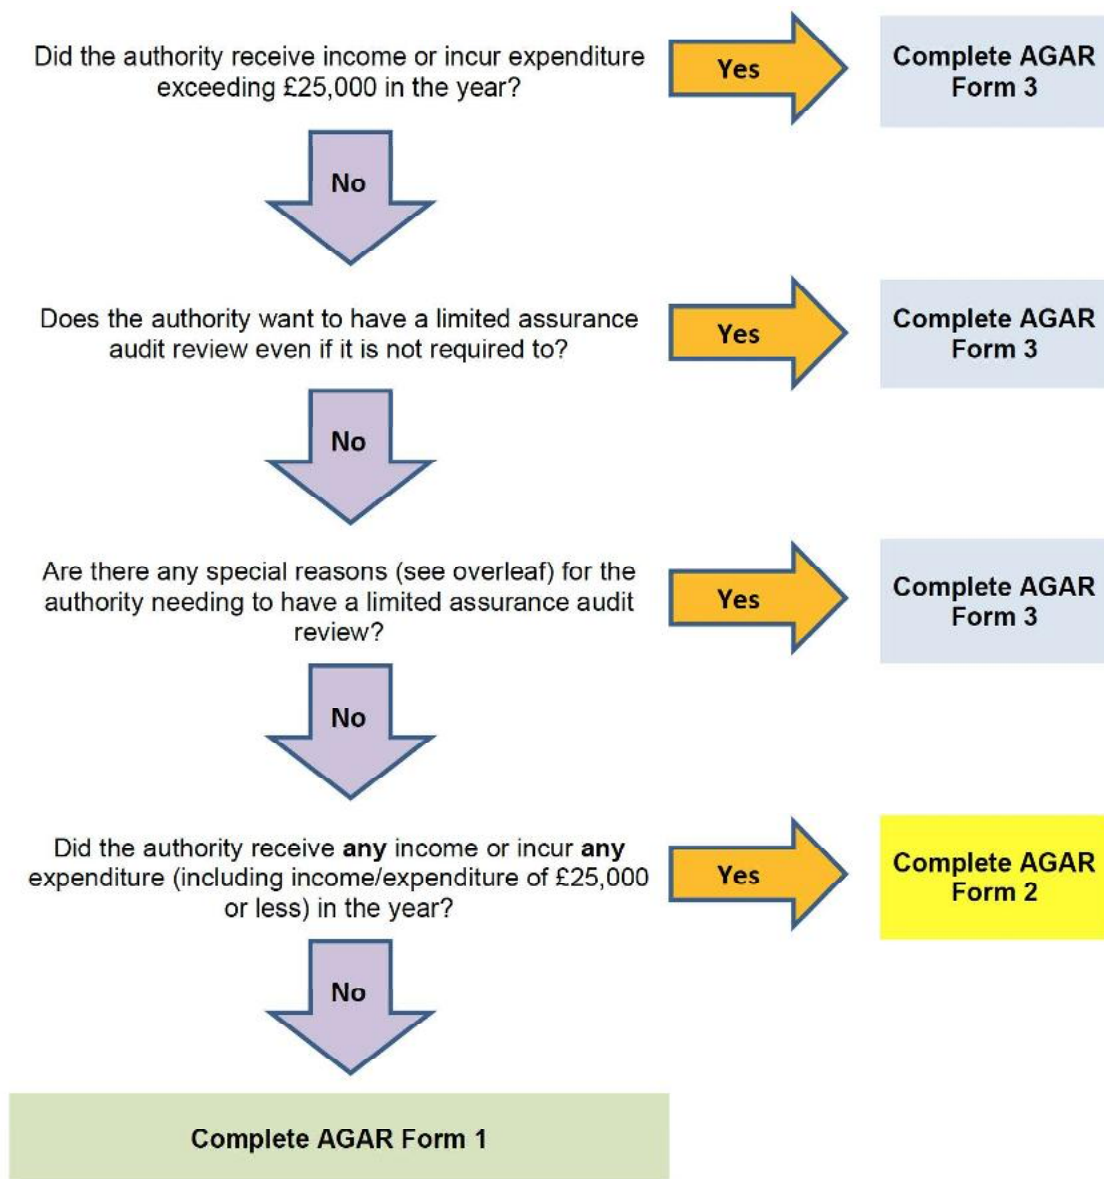 Did the authority receive income or incur expenditure
exceeding £25,000 in the year?
Yes
Complete AGAR
Form 3
No
Does the authority want to have a limited assurance
audit review even if it is not required to?
Yes
Complete AGAR
Form 3
No
Are there any special reasons (see overleaf) for the
authority needing to have a limited assurance audit
review?
Yes
Complete AGAR
Form 3
No
Did the authority receive any income or incur any
expenditure (including income/expenditure of £25,000
or less) in the year?
Yes
Complete AGAR
Form 2
No
Complete AGAR Form 1